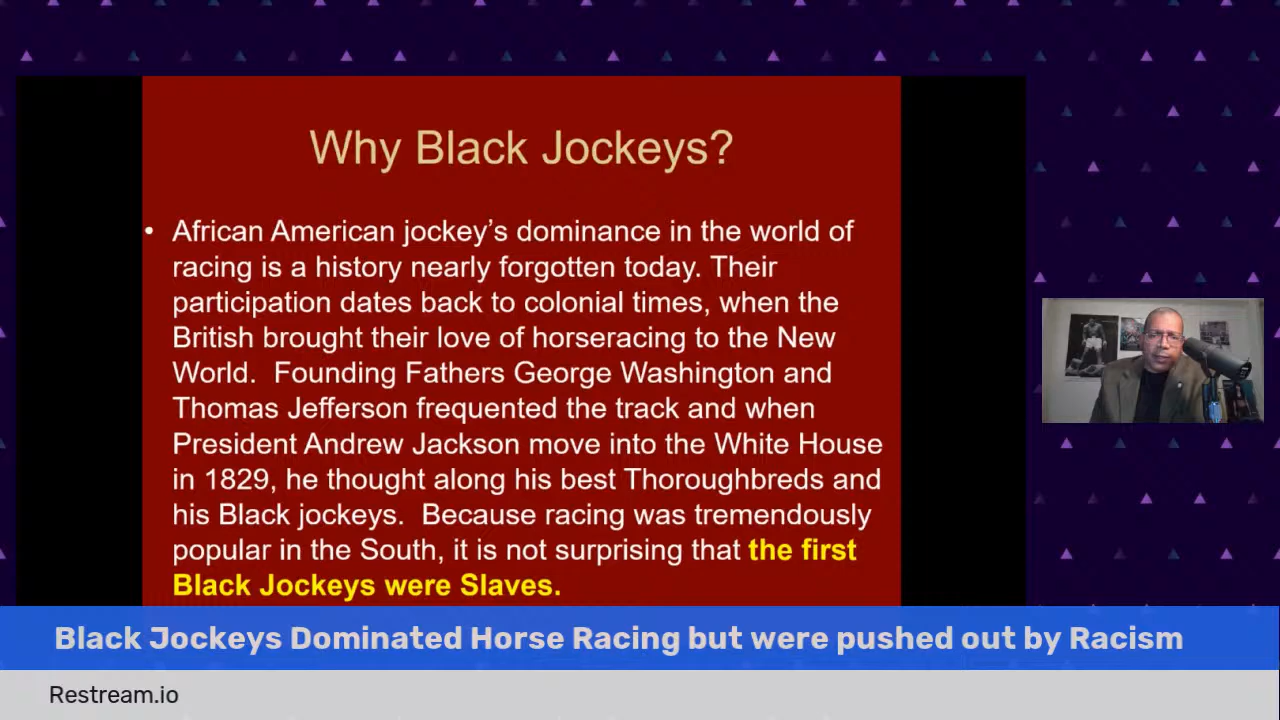 Why Black Jockeys?
• African American jockey’s dominance in the world of
racing is a history nearly forgotten today. Their
participation dates back to colonial times, when the
British brought their love of horseracing to the New
World.  Founding Fathers George Washington and
Thomas Jefferson frequented the track and when
President Andrew Jackson move into the White House
in 1829, he thought along his best Thoroughbreds and
his Black jockeys.  Because racing was tremendously
popular in the South, it is not surprising that the first
Black Jockeys were Slaves.
Black Jockeys Dominated Horse Racing but were pushed out by Racism
Restream.io